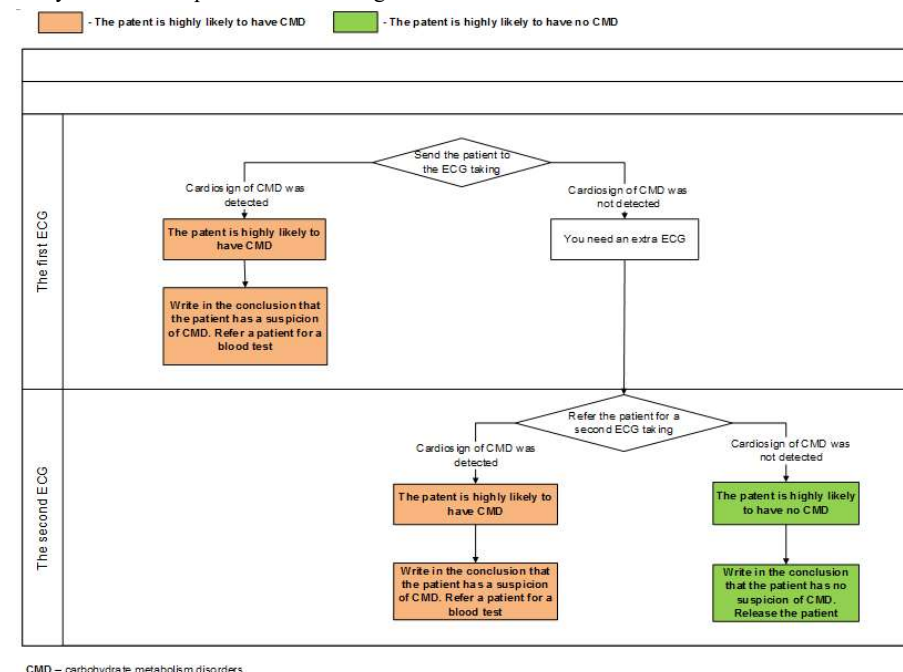 - The patent is highly likely to have CMD
- The patent is highly likely to have no CMD
The first ECG
Send the patient to
the ECG taking
Cardiosign of CMD was
detected
Cardiosign of CMD was
not detected
The patent is highly likely to
have CMD
You need an extra ECG
Write in the conclusion that
the patient has a suspicion
of CMD. Refer a patient for a
blood test
The second ECG
Refer the patient for a
second ECG taking
Cardiosign of CMD was
detected
Cardiosign of CMD was
not detected
The patent is highly likely to
have CMD
The patent is highly likely
to have no CMD
Write in the conclusion that
the patient has a suspicion
of CMD. Refer a patient for a
blood test
Write in the conclusion
that the patient has no
suspicion of CMD.
Release the patient
CMD – carbohydrate metabolism disorders